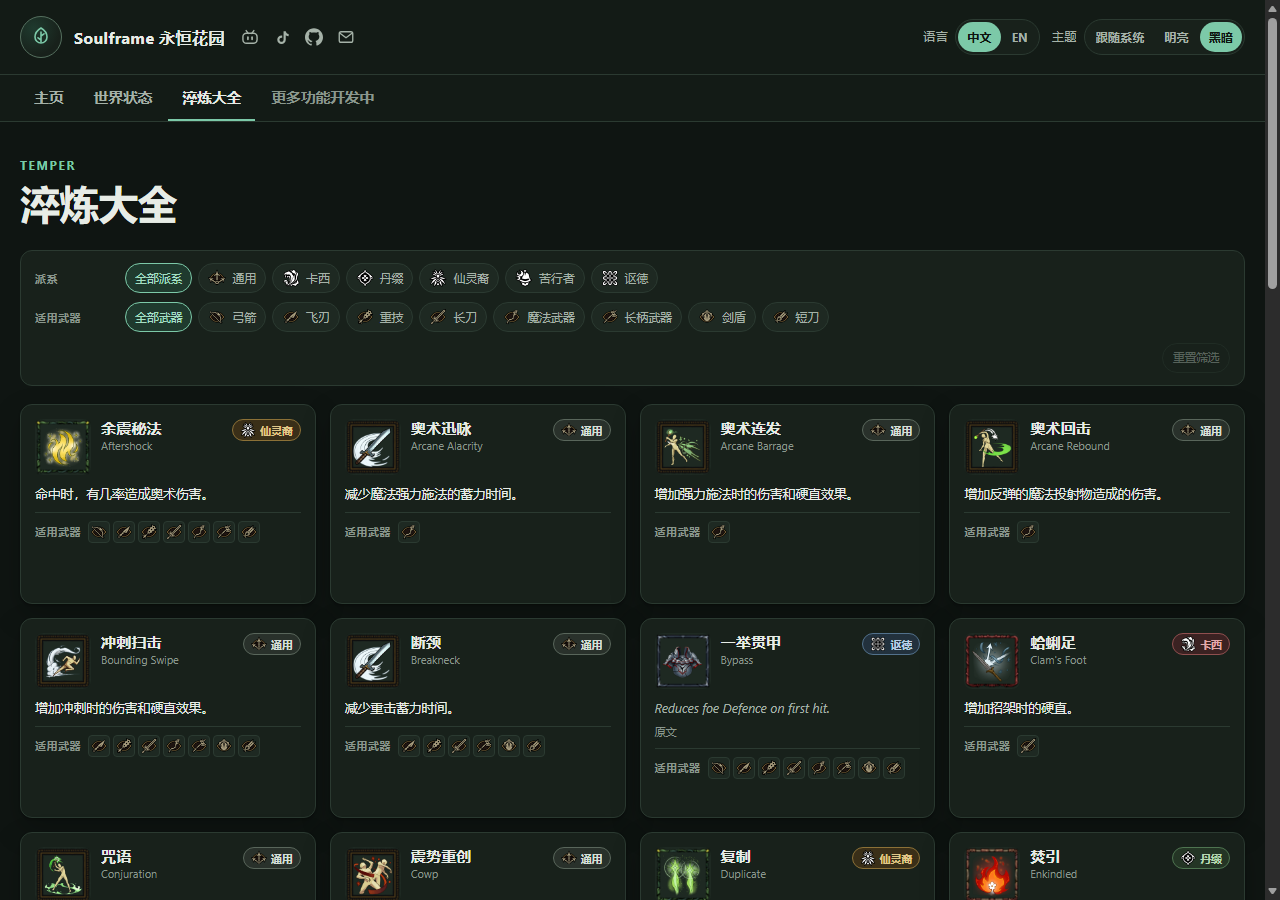 Soulframe 永恒花园
语言 中文 EN 主题 跟随系统 明亮 黑暗
主页 世界状态 淬炼大全 更多功能开发中
TEMPER
淬炼大全
派系 全部派系 通用 卡西 丹缀 仙灵裔 苦行者 讴德
适用武器 全部武器 弓箭 飞刃 重技 长刀 魔法武器 长柄武器 剑盾 短刀
重置筛选
余震秘法 仙灵裔
Aftershock
命中时，有几率造成奥术伤害。
适用武器
奥术迅咏 通用
Arcane Alacrity
减少魔法强力施法的蓄力时间。
适用武器
奥术连发 通用
Arcane Barrage
增加强力施法时的伤害和硬直效果。
适用武器
奥术回击 通用
Arcane Rebound
增加反弹的魔法投射物造成的伤害。
适用武器
冲刺扫击 通用
Bounding Swipe
增加冲刺时的伤害和硬直效果。
适用武器
断颈 通用
Breakneck
减少重击蓄力时间。
适用武器
一举贯甲 讴德
Bypass
Reduces foe Defence on first hit.
原文
适用武器
蛤蜊足 卡西
Clam's Foot
增加招架时的硬直。
适用武器
咒语 通用
Conjuration
震势重创 通用
Cowp
复制 仙灵裔
Duplicate
焚引 丹缀
Enkindled